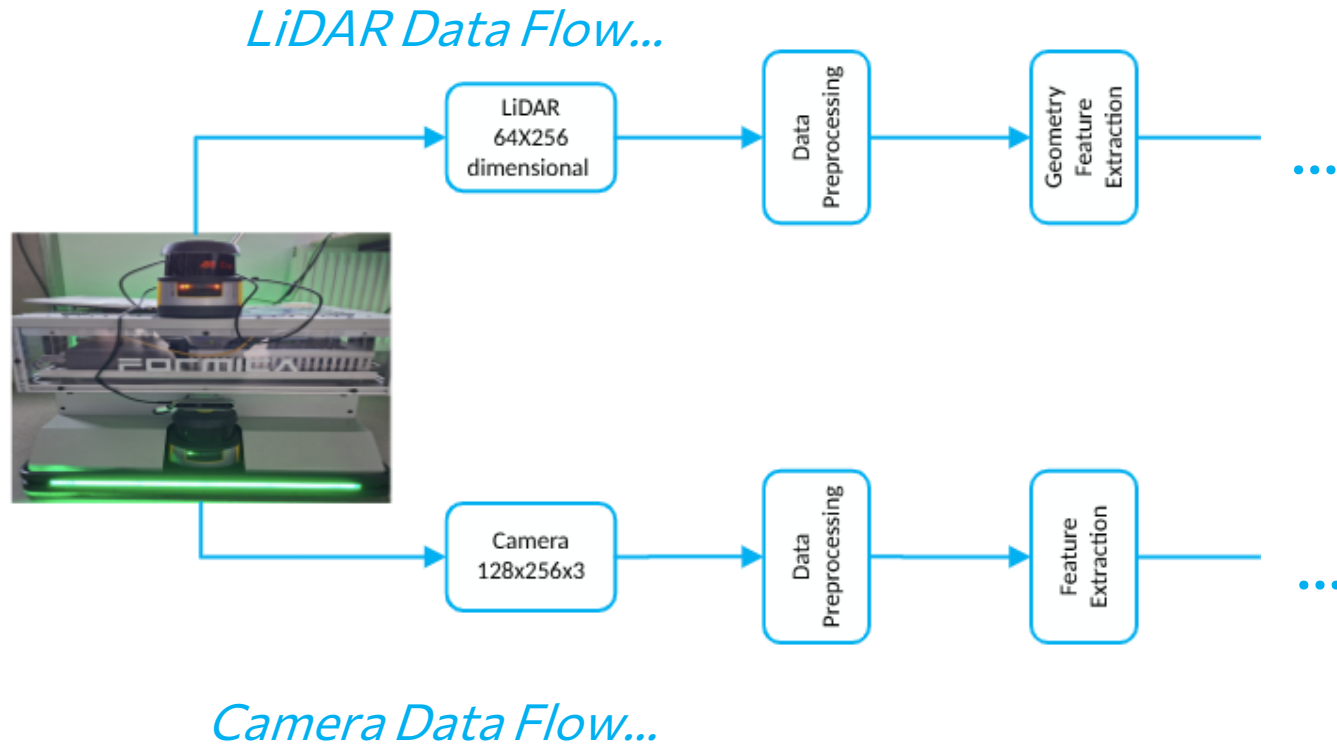 LiDAR Data Flow...
LiDAR
64X256
dimensional
Data
Preprocessing
Geometry
Feature
Extraction
...
FORMICA
Camera
128x256x3
Data
Preprocessing
Feature
Extraction
...
Camera Data Flow...